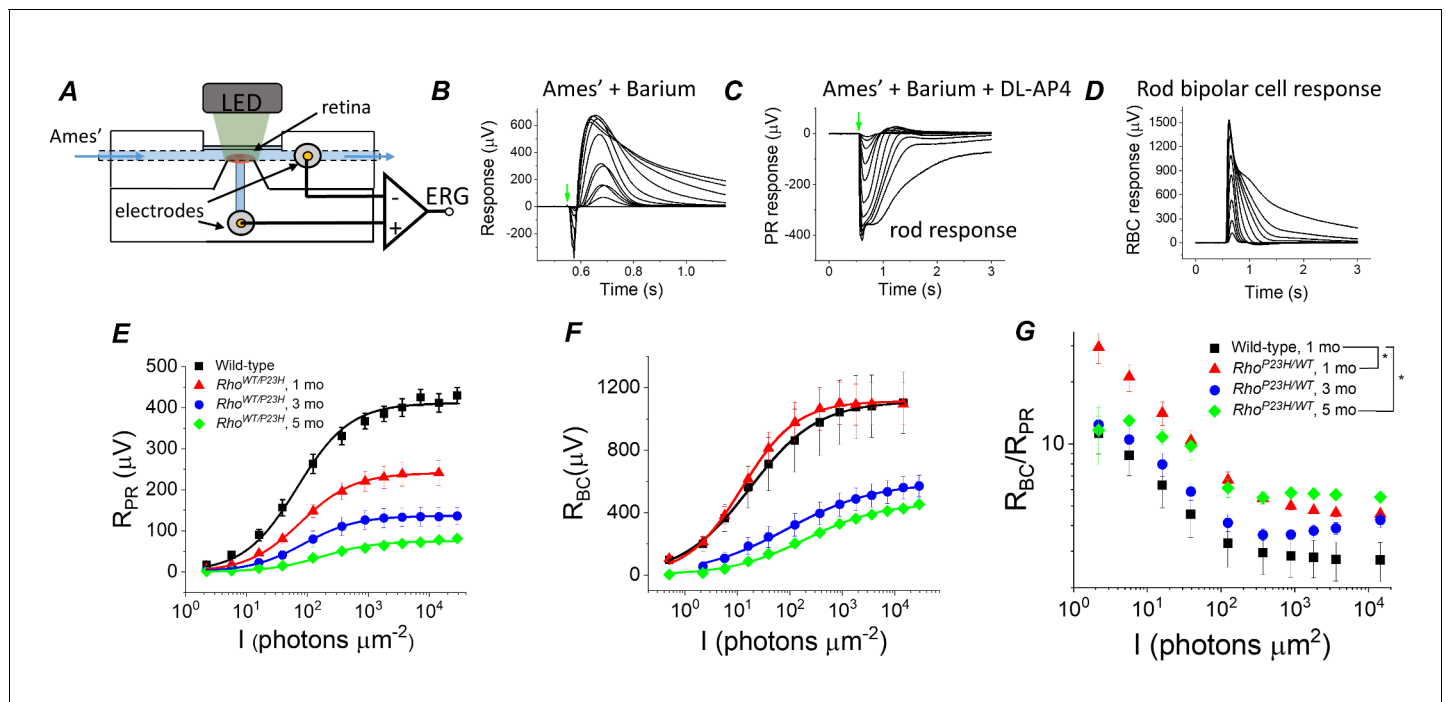 A
LED
retina
Ames’
electrodes
-
+
ERG
B
Ames’ + Barium
Response (μV)
600
400
200
0
-200
0.6
0.8
1.0
Time (s)
C
Ames’ + Barium + DL-AP4
PR response (μV)
0
-200
-400
rod response
0
1
2
3
Time (s)
D
Rod bipolar cell response
RBC response (μV)
1500
1200
900
600
300
0
0
1
2
3
Time (s)
E
R_PR (μV)
500
400
300
200
100
0
Wild-type
Rho^WT/P23H, 1 mo
Rho^WT/P23H, 3 mo
Rho^WT/P23H, 5 mo
10^0 10^1 10^2 10^3 10^4
I (photons μm^-2)
F
R_BC(μV)
1200
800
400
0
10^0 10^1 10^2 10^3 10^4
I (photons μm^-2)
G
R_BC/R_PR
10
Wild-type, 1 mo
Rho^P23H/WT, 1 mo
Rho^P23H/WT, 3 mo
Rho^P23H/WT, 5 mo
*
*
10^0 10^1 10^2 10^3 10^4
I (photons μm^2)